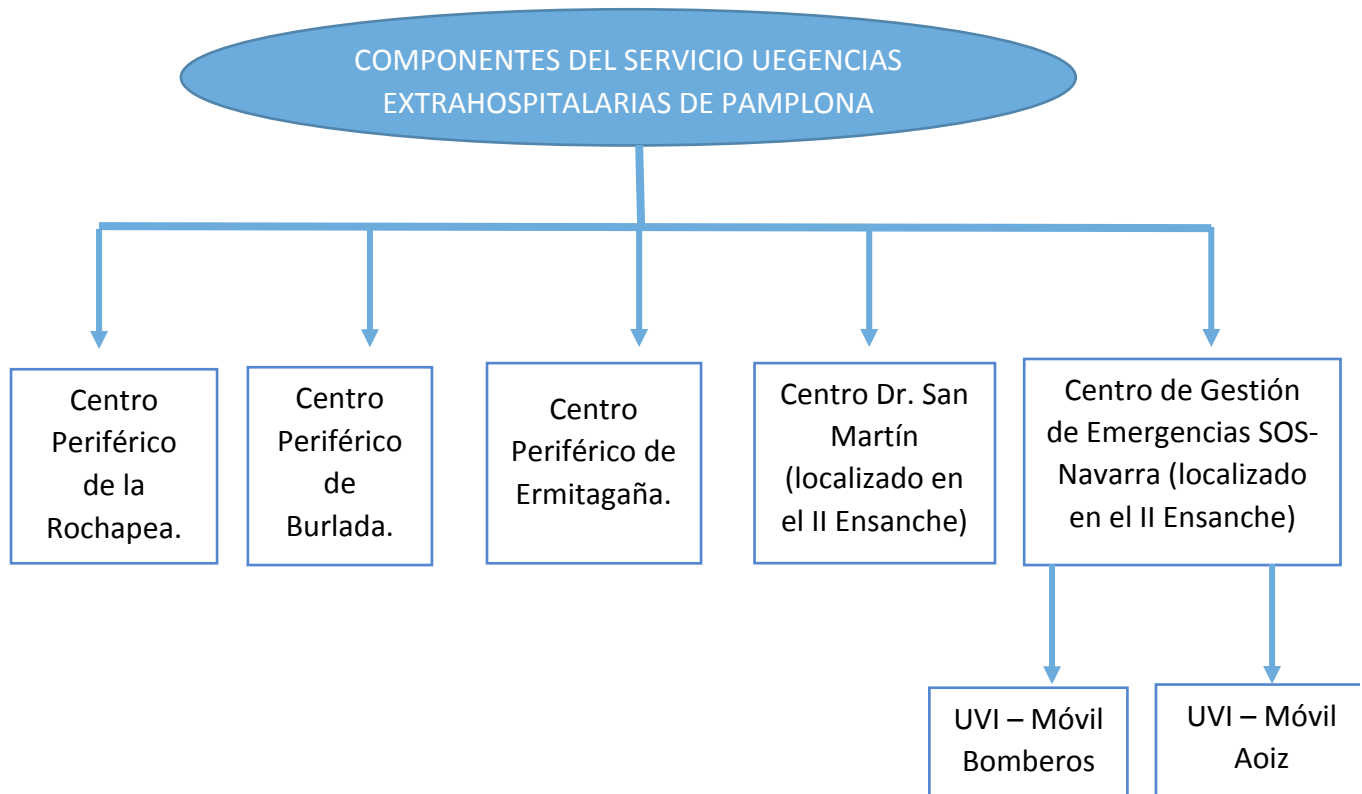 COMPONENTES DEL SERVICIO UEGENCIAS
EXTRAHOSPITALARIAS DE PAMPLONA
Centro
Periférico
de la
Rochapea.
Centro
Periférico
de
Burlada.
Centro
Periférico de
Ermitagaña.
Centro Dr. San
Martín
(localizado en
el II Ensanche)
Centro de Gestión
de Emergencias SOS-
Navarra (localizado
en el II Ensanche)
UVI – Móvil
Bomberos
UVI – Móvil
Aoiz